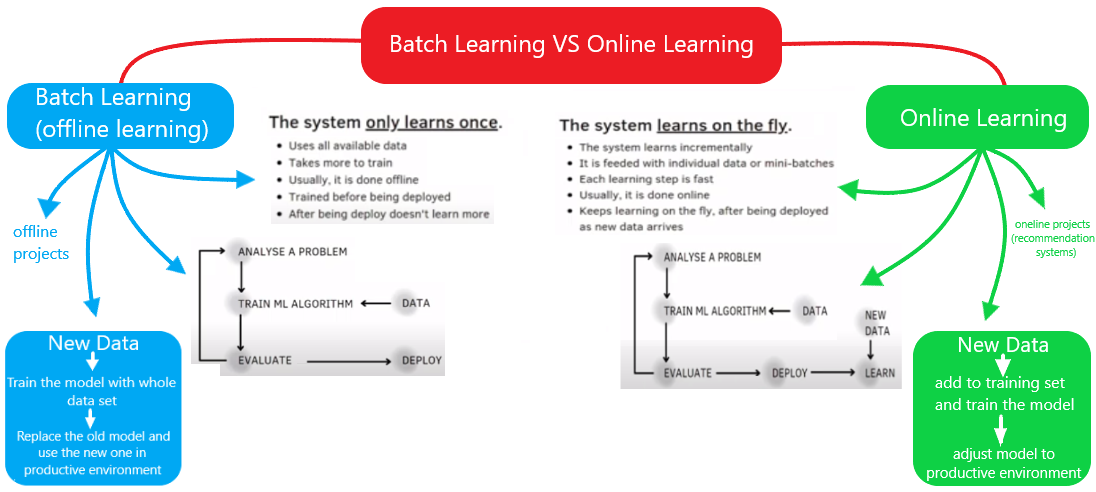 Batch Learning VS Online Learning
Batch Learning
(offline learning)
The system only learns once.
• Uses all available data
• Takes more to train
• Usually, it is done offline
• Trained before being deployed
• After being deploy doesn't learn more
offline
projects
ANALYSE A PROBLEM
TRAIN ML ALGORITHM
DATA
EVALUATE
DEPLOY
New Data
Train the model with whole
data set
Replace the old model and
use the new one in
productive environment
Online Learning
The system learns on the fly.
• The system learns incrementally
• It is feeded with individual data or mini-batches
• Each learning step is fast
• Usually, it is done online
• Keeps learning on the fly, after being deployed
as new data arrives
oneline projects
(recommendation
systems)
ANALYSE A PROBLEM
TRAIN ML ALGORITHM
DATA
NEW
DATA
EVALUATE
DEPLOY
LEARN
New Data
add to training set
and train the model
adjust model to
productive environment